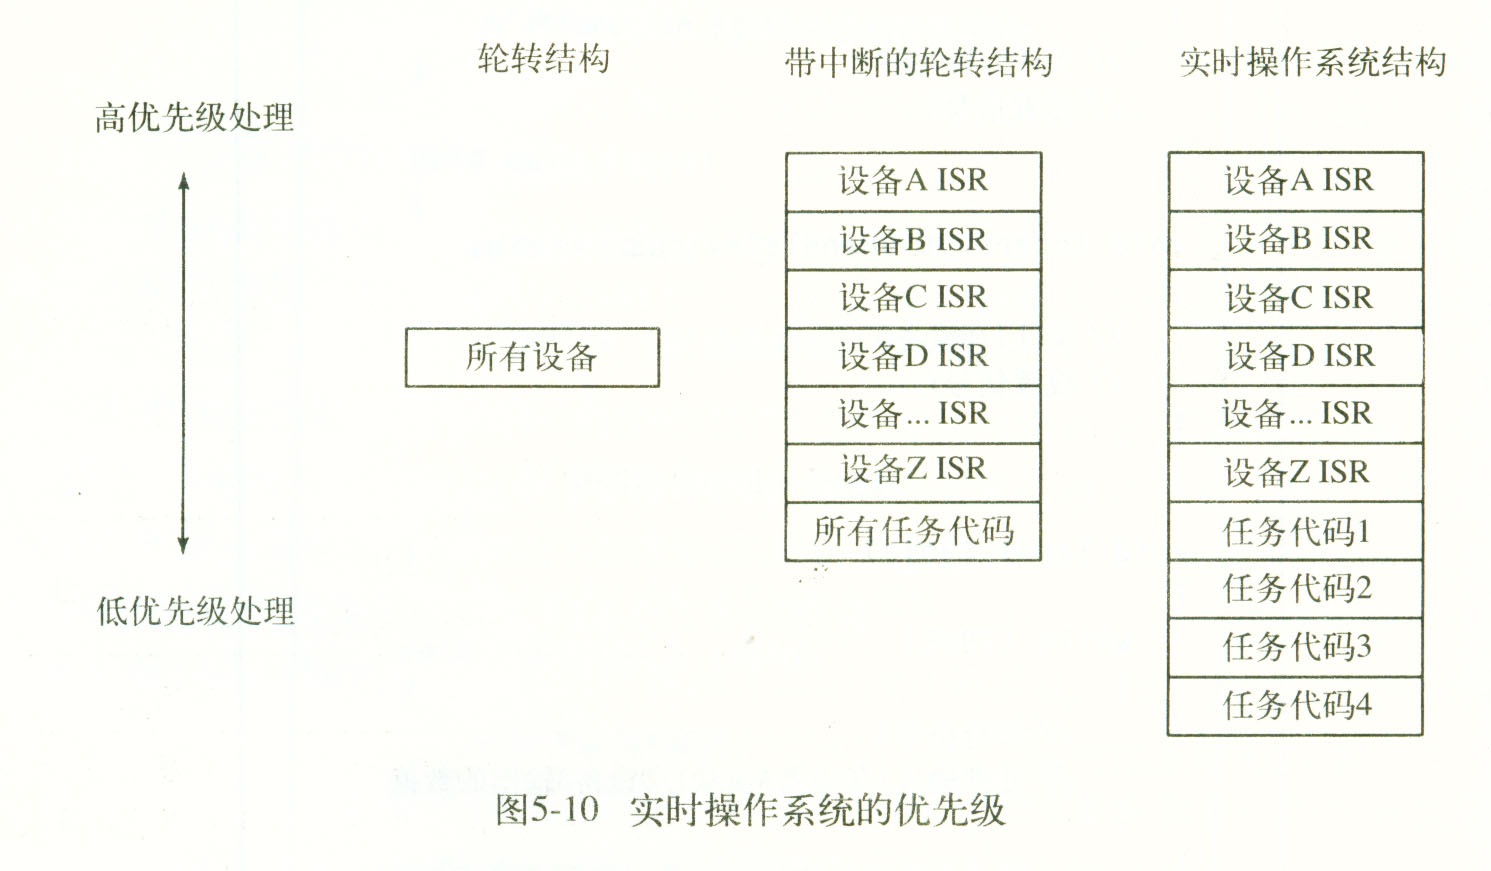 轮转结构
带中断的轮转结构
实时操作系统结构
高优先级处理
低优先级处理
所有设备
设备A ISR
设备B ISR
设备C ISR
设备D ISR
设备... ISR
设备Z ISR
所有任务代码
设备A ISR
设备B ISR
设备C ISR
设备D ISR
设备... ISR
设备Z ISR
任务代码1
任务代码2
任务代码3
任务代码4
图5-10 实时操作系统的优先级